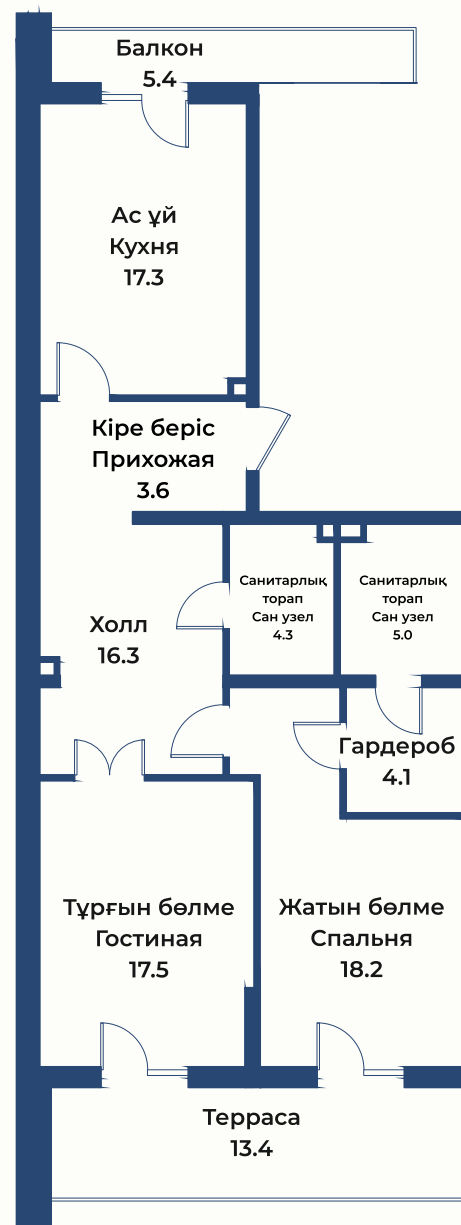 Балкон
5.4
Ас ұй
Кухня
17.3
Кіре беріс
Прихожая
3.6
Холл
16.3
Санитарлық
торап
Сан узел
4.3
Санитарлық
торап
Сан узел
5.0
Гардероб
4.1
Тұрғын бөлме
Гостиная
17.5
Жатын бөлме
Спальня
18.2
Терраса
13.4